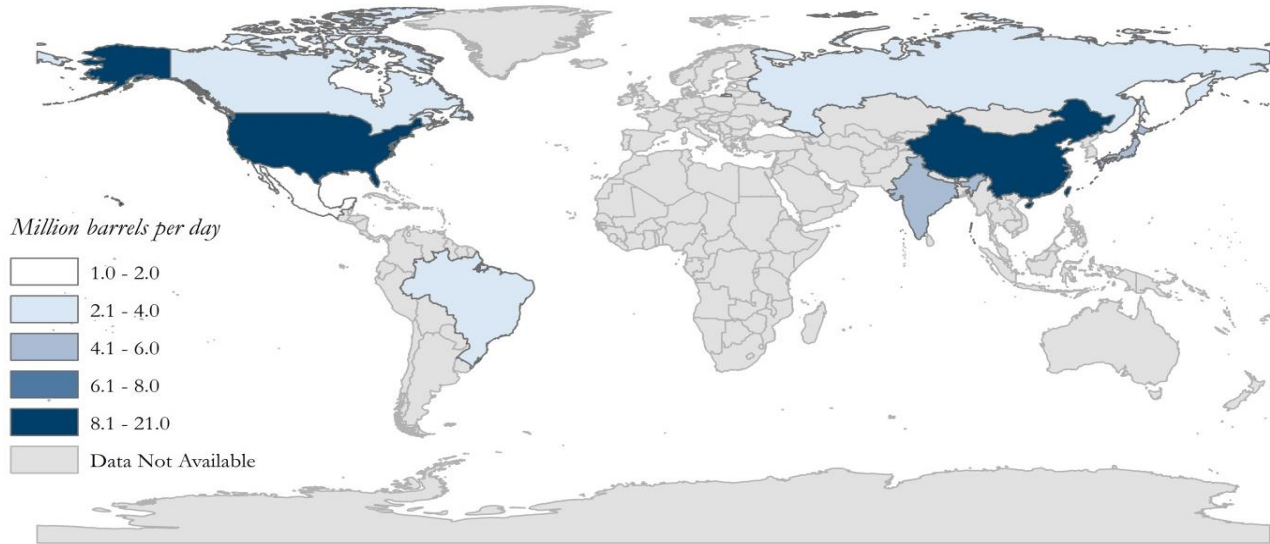 Million barrels per day
1.0 - 2.0
2.1 - 4.0
4.1 - 6.0
6.1 - 8.0
8.1 - 21.0
Data Not Available